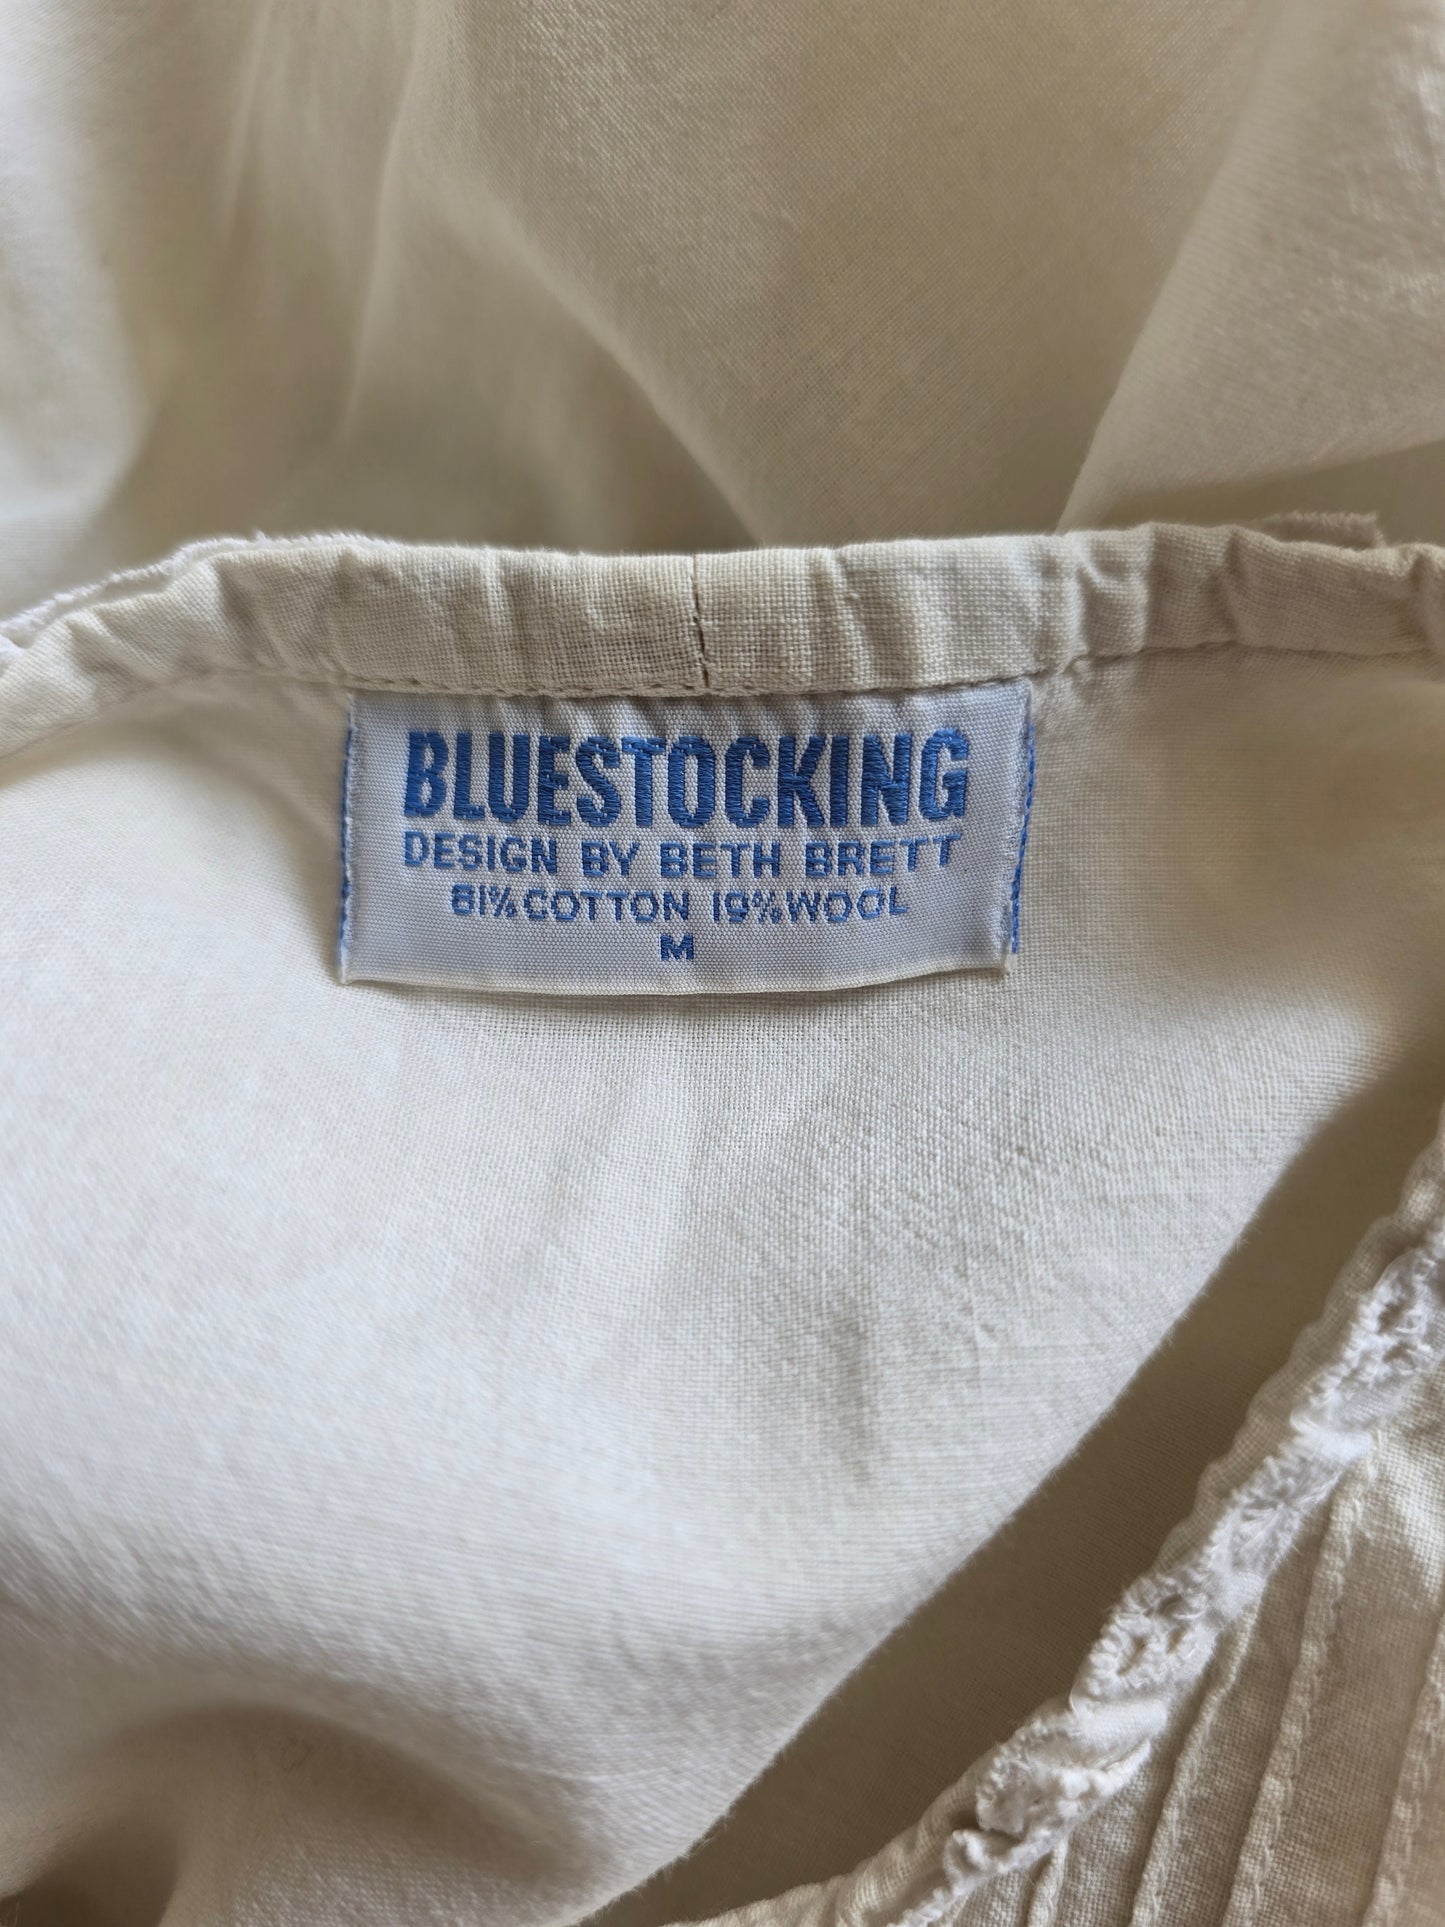 BLUESTOCKING
DESIGN BY BETH BRETT
81% COTTON 19% WOOL
M